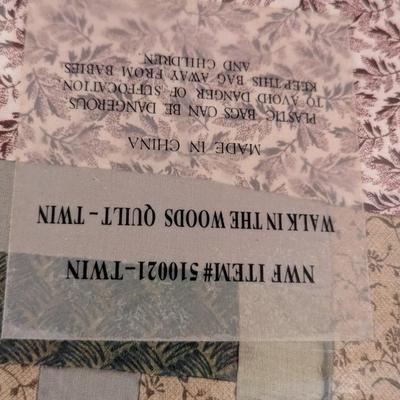 NWF ITEM# 510021-TWIN
WALK IN THE WOODS QUILT - TWIN
MADE IN CHINA
PLASTIC BAGS CAN BE DANGEROUS
TO AVOID DANGER OF SUFFOCATION
KEEP THIS BAG AWAY FROM BABIES
AND CHILDREN.